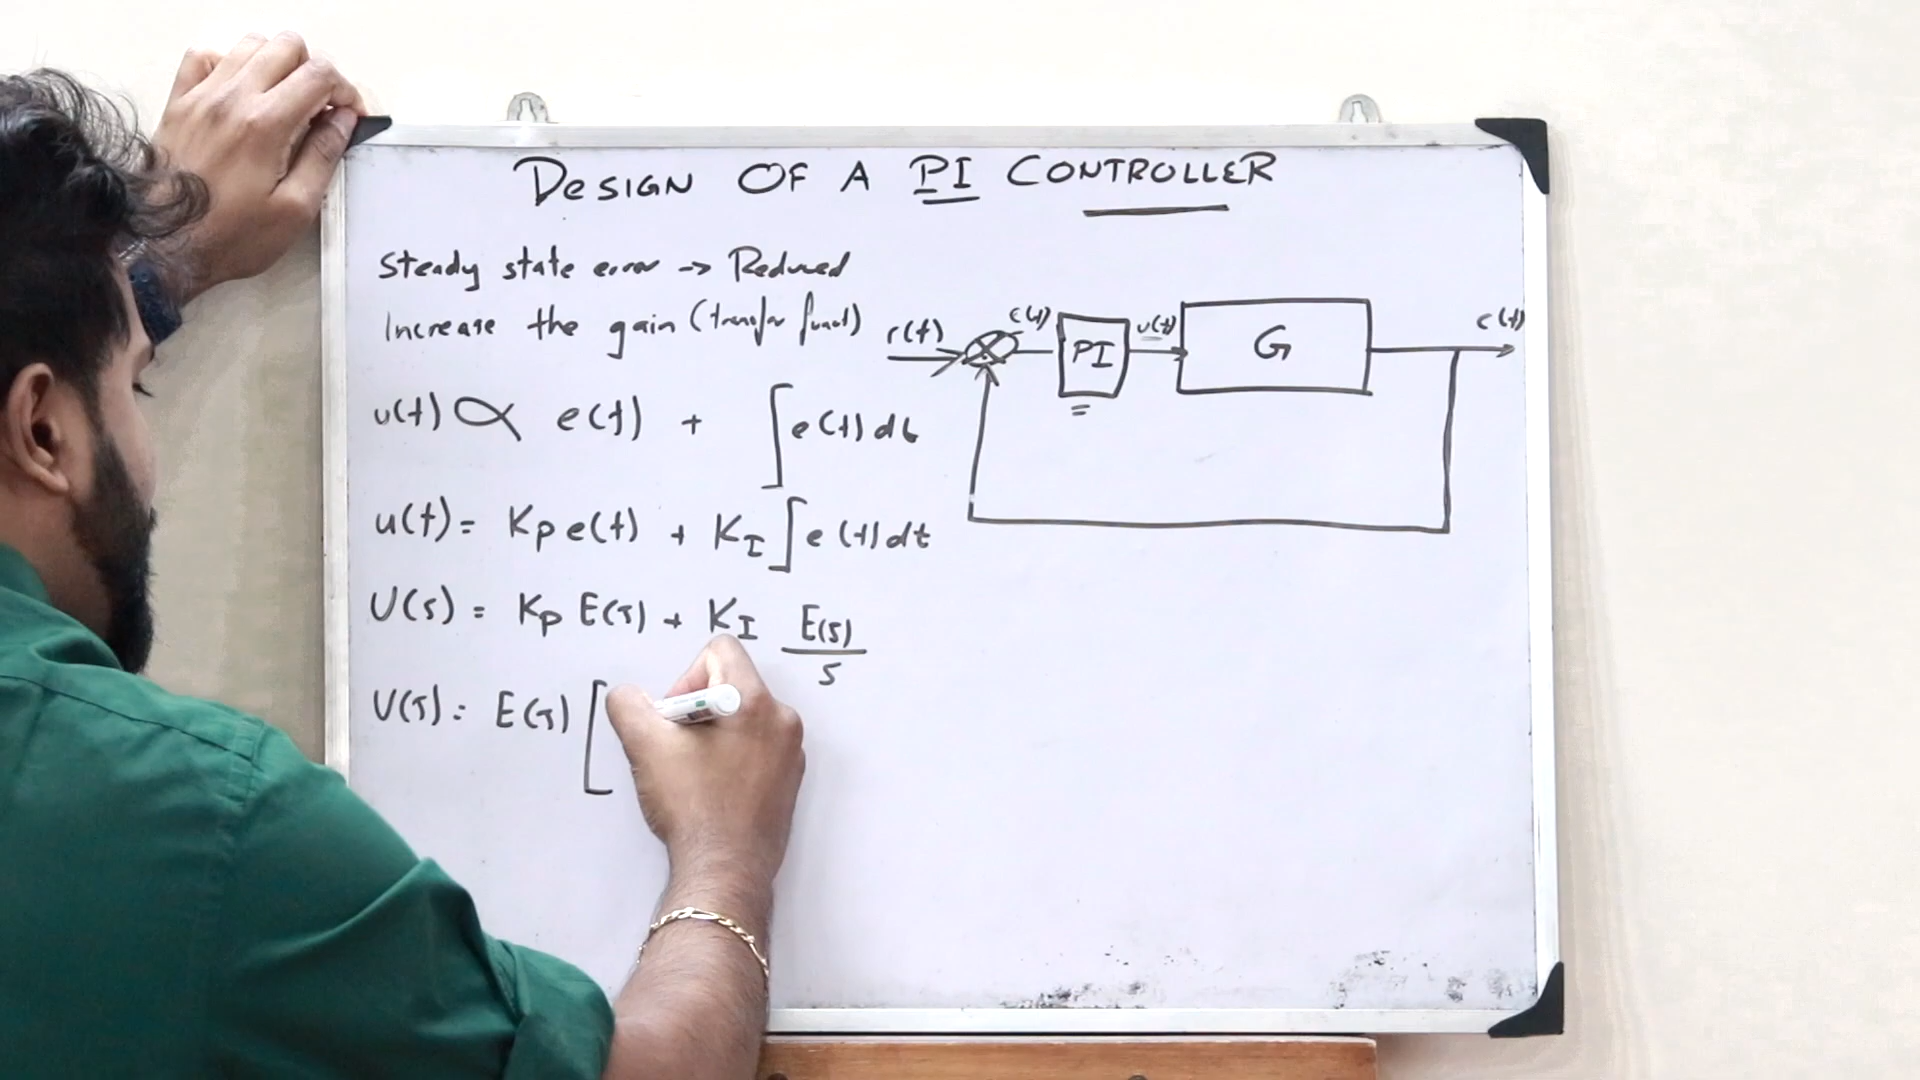 DESIGN OF A PI CONTROLLER
Steady state error → Reduced
Increase the gain (transfer funct)
u(t) ∝ e(t) + ∫e(t)dt
u(t) = Kp e(t) + KI ∫e(t)dt
U(s) = Kp E(s) + KI E(s)/s
U(s) = E(s) [
r(t)
e(t)
PI
u(t)
G
c(t)